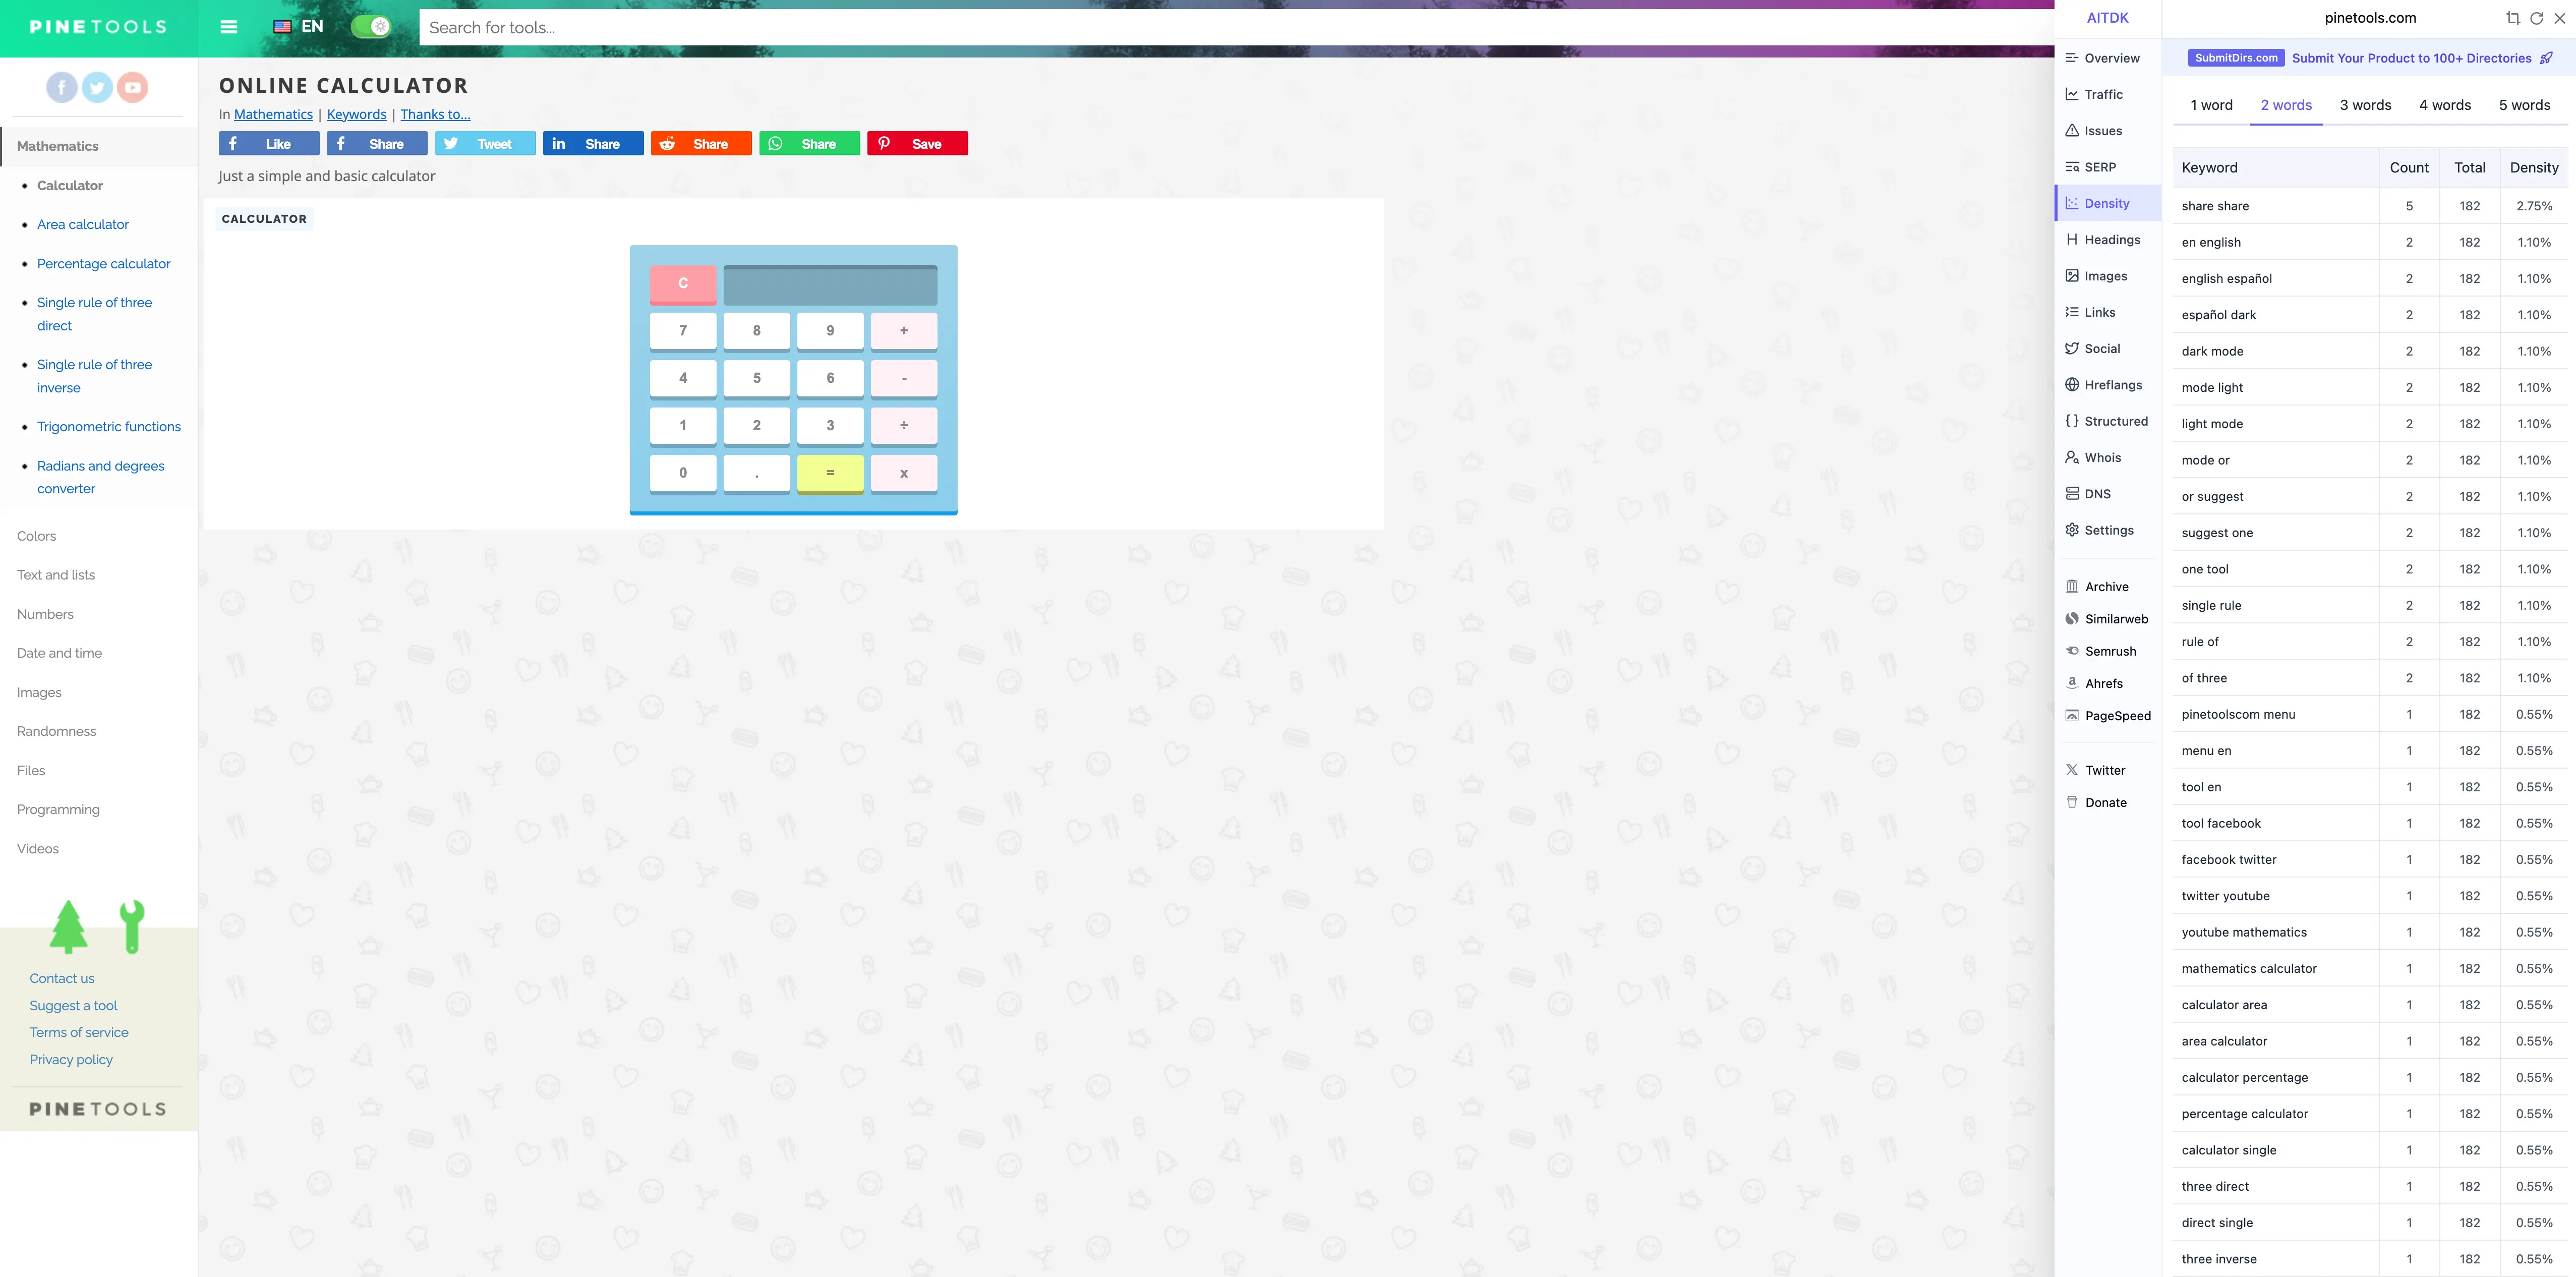 PINETOOLS
EN
Search for tools...
Mathematics
Calculator
Area calculator
Percentage calculator
Single rule of three
direct
Single rule of three
inverse
Trigonometric functions
Radians and degrees
converter
Colors
Text and lists
Numbers
Date and time
Images
Randomness
Files
Programming
Videos
Contact us
Suggest a tool
Terms of service
Privacy policy
PINETOOLS
ONLINE CALCULATOR
In Mathematics | Keywords | Thanks to...
Like Share Tweet Share Share Share Save
Just a simple and basic calculator
CALCULATOR
C
7 8 9 +
4 5 6 -
1 2 3 ÷
0 . = x
AITDK
Overview
Traffic
Issues
SERP
Density
Headings
Images
Links
Social
Hreflangs
Structured
Whois
DNS
Settings
Archive
Similarweb
Semrush
Ahrefs
PageSpeed
Twitter
Donate
pinetools.com
SubmitDirs.com Submit Your Product to 100+ Directories
1 word 2 words 3 words 4 words 5 words
Keyword Count Total Density
share share 5 182 2.75%
en english 2 182 1.10%
english español 2 182 1.10%
español dark 2 182 1.10%
dark mode 2 182 1.10%
mode light 2 182 1.10%
light mode 2 182 1.10%
mode or 2 182 1.10%
or suggest 2 182 1.10%
suggest one 2 182 1.10%
one tool 2 182 1.10%
single rule 2 182 1.10%
rule of 2 182 1.10%
of three 2 182 1.10%
pinetoolscom menu 1 182 0.55%
menu en 1 182 0.55%
tool en 1 182 0.55%
tool facebook 1 182 0.55%
facebook twitter 1 182 0.55%
twitter youtube 1 182 0.55%
youtube mathematics 1 182 0.55%
mathematics calculator 1 182 0.55%
calculator area 1 182 0.55%
area calculator 1 182 0.55%
calculator percentage 1 182 0.55%
percentage calculator 1 182 0.55%
calculator single 1 182 0.55%
three direct 1 182 0.55%
direct single 1 182 0.55%
three inverse 1 182 0.55%